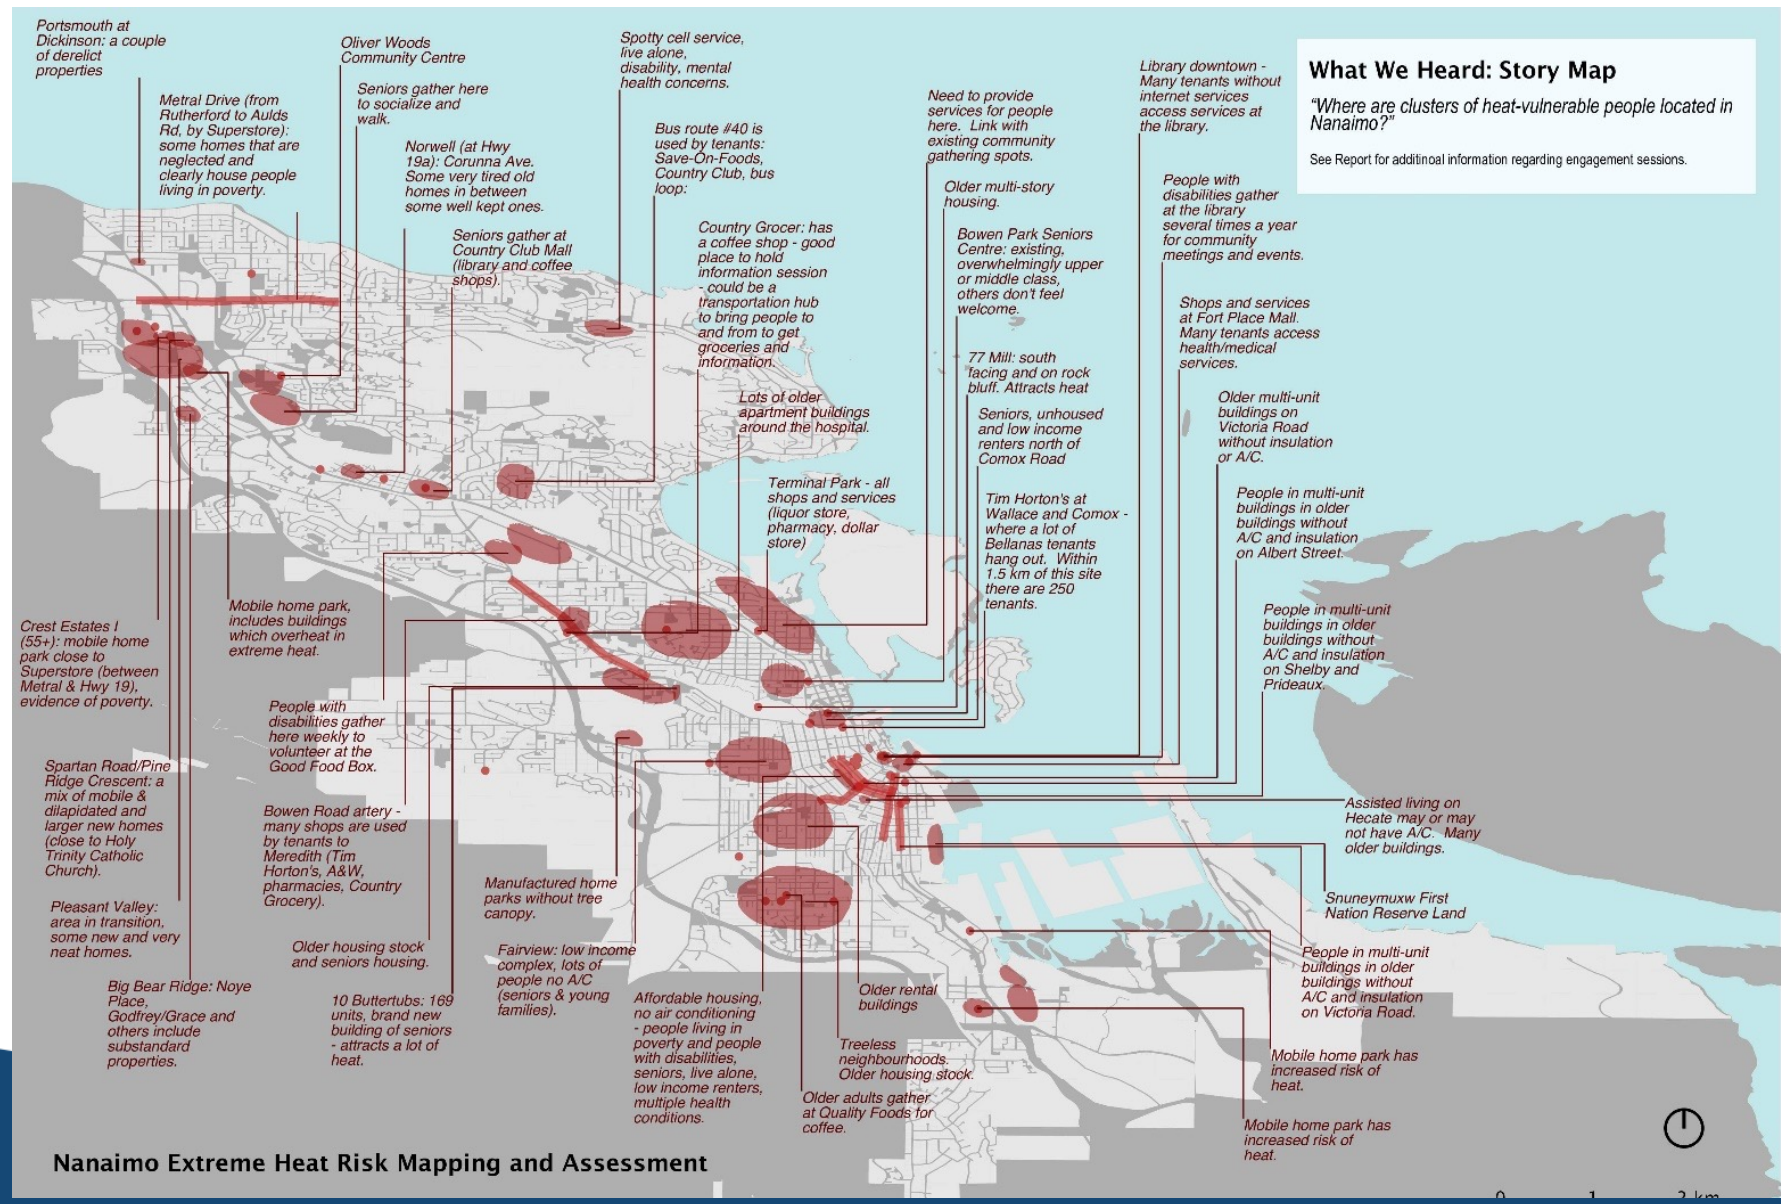 Portsmouth at
Dickinson: a couple
of derelict
properties
Oliver Woods
Community Centre
Spotty cell service,
live alone,
disability, mental
health concerns.
Library downtown -
Many tenants without
internet services
access services at
the library.
What We Heard: Story Map
“Where are clusters of heat-vulnerable people located in
Nanaimo?”
See Report for additinoal information regarding engagement sessions.
Metral Drive (from
Rutherford to Aulds
Rd, by Superstore):
some homes that are
neglected and
clearly house people
living in poverty.
Seniors gather here
to socialize and
walk.
Norwell (at Hwy
19a): Corunna Ave.
Some very tired old
homes in between
some well kept ones.
Seniors gather at
Country Club Mall
(library and coffee
shops).
Bus route #40 is
used by tenants:
Save-On-Foods,
Country Club, bus
loop:
Country Grocer: has
a coffee shop - good
place to hold
information session
- could be a
transportation hub
to bring people to
and from to get
groceries and
information.
Need to provide
services for people
here. Link with
existing community
gathering spots.
Older multi-story
housing.
Bowen Park Seniors
Centre: existing,
overwhelmingly upper
or middle class,
others don't feel
welcome.
77 Mill: south
facing and on rock
bluff. Attracts heat
Seniors, unhoused
and low income
renters north of
Comox Road
Tim Horton's at
Wallace and Comox -
where a lot of
Bellanas tenants
hang out. Within
1.5 km of this site
there are 250
tenants.
People with
disabilities gather
at the library
several times a year
for community
meetings and events.
Shops and services
at Fort Place Mall.
Many tenants access
health/medical
services.
Older multi-unit
buildings on
Victoria Road
without insulation
or A/C.
People in multi-unit
buildings in older
buildings without
A/C and insulation
on Albert Street.
People in multi-unit
buildings in older
buildings without
A/C and insulation
on Shelby and
Prideaux.
Lots of older
apartment buildings
around the hospital.
Terminal Park - all
shops and services
(liquor store,
pharmacy, dollar
store)
Crest Estates I
(55+): mobile home
park close to
Superstore (between
Metral & Hwy 19),
evidence of poverty.
Mobile home park,
includes buildings
which overheat in
extreme heat.
People with
disabilities gather
here weekly to
volunteer at the
Good Food Box.
Spartan Road/Pine
Ridge Crescent: a
mix of mobile &
dilapidated and
larger new homes
(close to Holy
Trinity Catholic
Church).
Bowen Road artery -
many shops are used
by tenants to
Meredith (Tim
Horton's, A&W,
pharmacies, Country
Grocery).
Pleasant Valley:
area in transition,
some new and very
neat homes.
Older housing stock
and seniors housing.
Big Bear Ridge: Noye
Place,
Godfrey/Grace and
others include
substandard
properties.
10 Buttertubs: 169
units, brand new
building of seniors
- attracts a lot of
heat.
Manufactured home
parks without tree
canopy.
Fairview: low income
complex, lots of
people no A/C
(seniors & young
families).
Affordable housing,
no air conditioning
- people living in
poverty and people
with disabilities,
seniors, live alone,
low income renters,
multiple health
conditions.
Older rental
buildings
Treeless
neighbourhoods.
Older housing stock.
Older adults gather
at Quality Foods for
coffee.
Assisted living on
Hecate may or may
not have A/C. Many
older buildings.
Snuneymuxw First
Nation Reserve Land
People in multi-unit
buildings in older
buildings without
A/C and insulation
on Victoria Road.
Mobile home park has
increased risk of
heat.
Mobile home park has
increased risk of
heat.
Nanaimo Extreme Heat Risk Mapping and Assessment
0 1 2 km